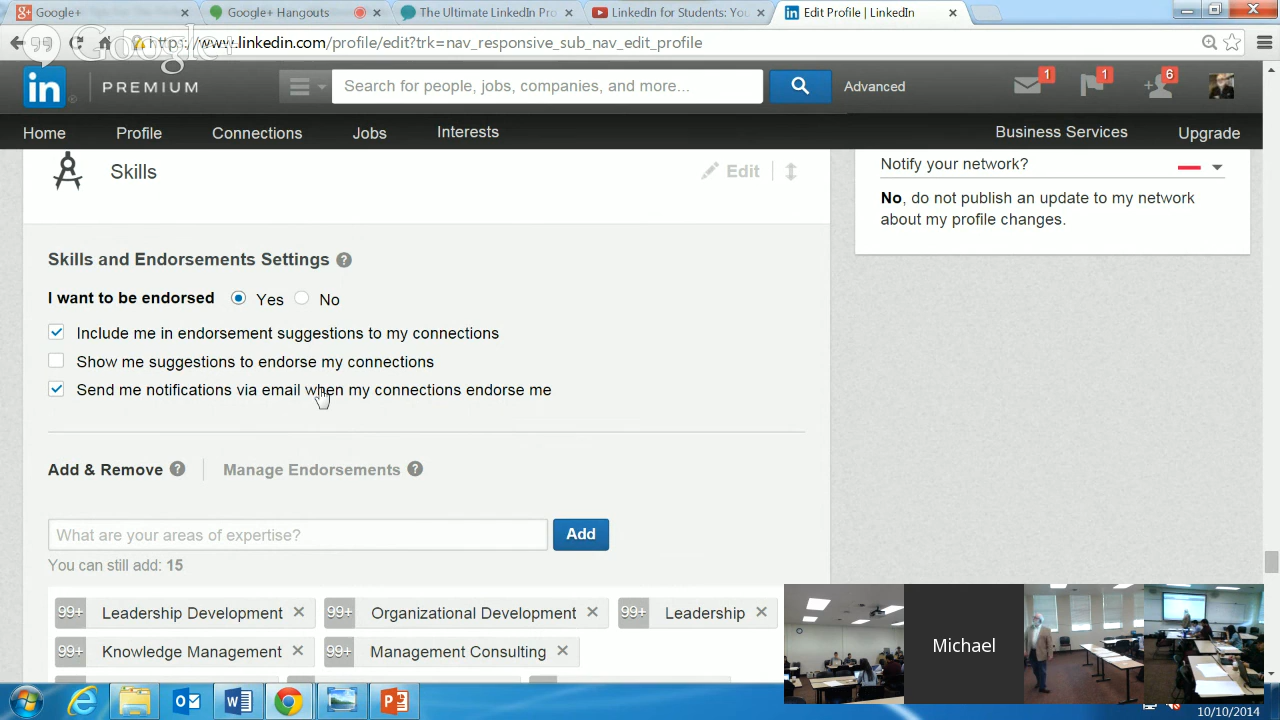 Google+
Google+ Hangouts
The Ultimate LinkedIn Pro
LinkedIn for Students: You
Edit Profile | LinkedIn
Google+
https://www.linkedin.com/profile/edit?trk=nav_responsive_sub_nav_edit_profile
in PREMIUM
Search for people, jobs, companies, and more...
Advanced
1 1 6
Home Profile Connections Jobs Interests Business Services Upgrade
Skills
Edit
Notify your network?
No, do not publish an update to my network
about my profile changes.
Skills and Endorsements Settings ?
I want to be endorsed Yes No
Include me in endorsement suggestions to my connections
Show me suggestions to endorse my connections
Send me notifications via email when my connections endorse me
Add & Remove ? Manage Endorsements ?
What are your areas of expertise? Add
You can still add: 15
99+ Leadership Development × 99+ Organizational Development × 99+ Leadership ×
99+ Knowledge Management × 99+ Management Consulting ×
Michael
10/10/2014